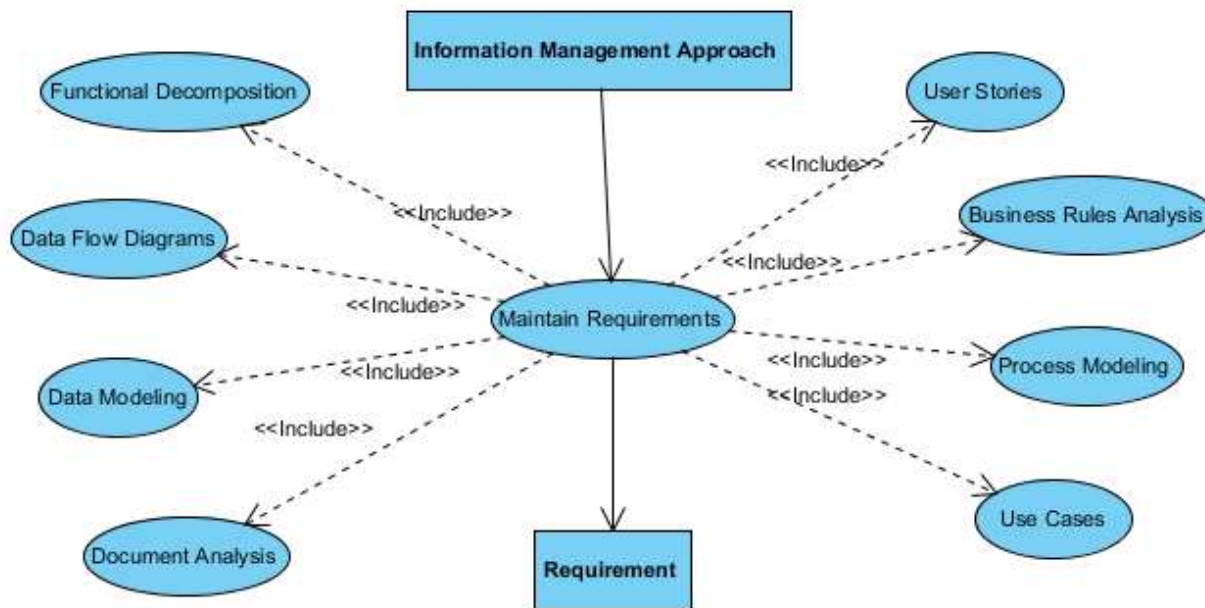 Information Management Approach
Functional Decomposition
User Stories
<<Include>>
<<Include>>
Business Rules Analysis
Data Flow Diagrams
<<Include>>
<<Include>>
Maintain Requirements
<<Include>>
Process Modeling
<<Include>>
<<Include>>
Data Modeling
<<Include>>
Use Cases
Document Analysis
Requirement